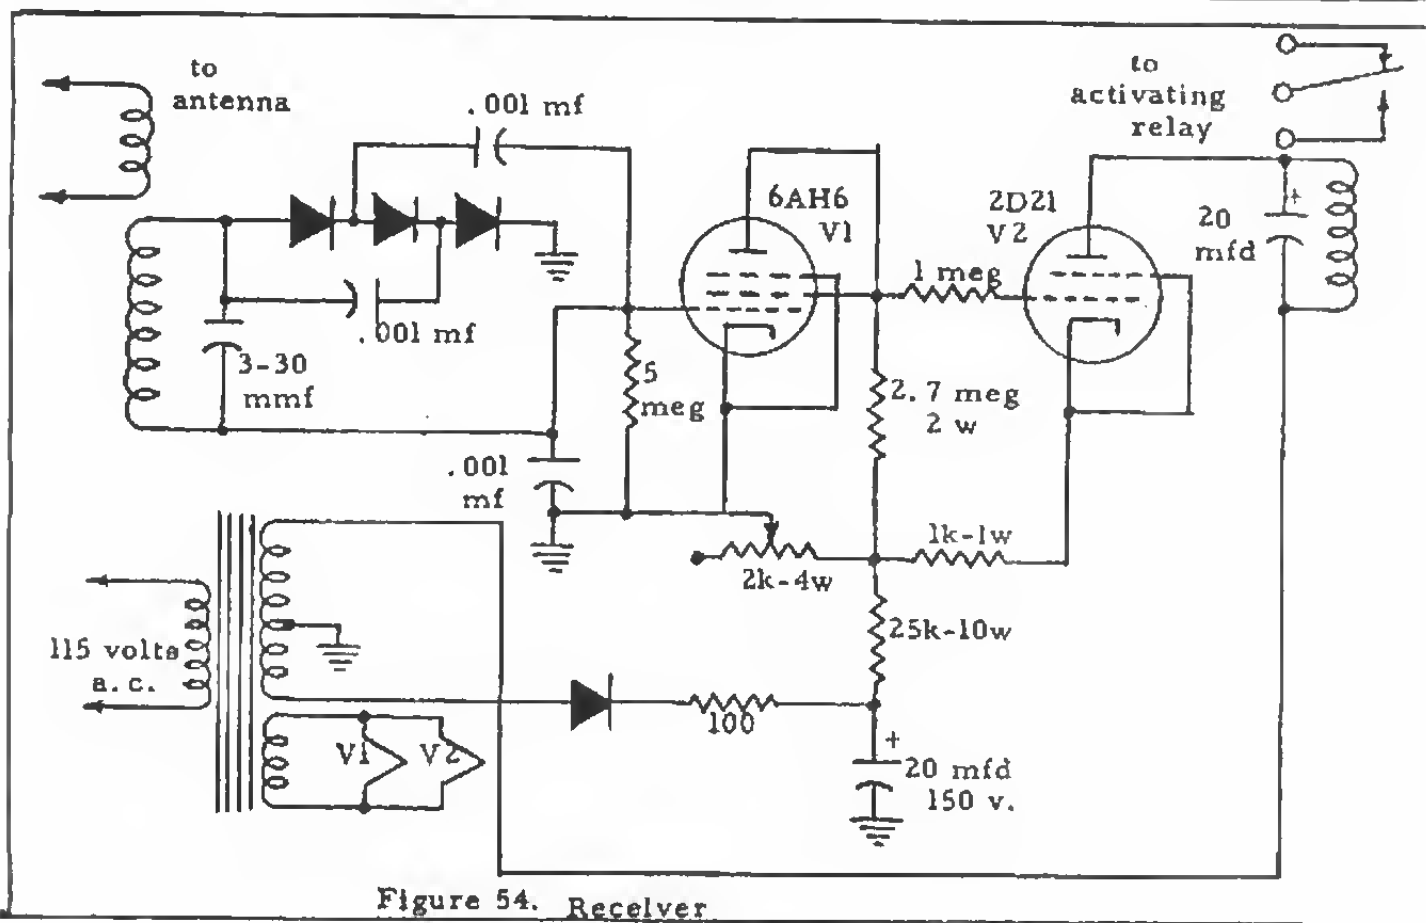 to
antenna
.001 mf
to
activating
relay
6AH6
V1
2D21
V2
20
mfd
+
1 meg
.001 mf
3-30
mmf
5
meg
2.7 meg
2 w
.001
mf
1k-1w
2k-4w
115 volts
a.c.
25k-10w
100
V1
V2
+
20 mfd
150 v.
Figure 54. Receiver